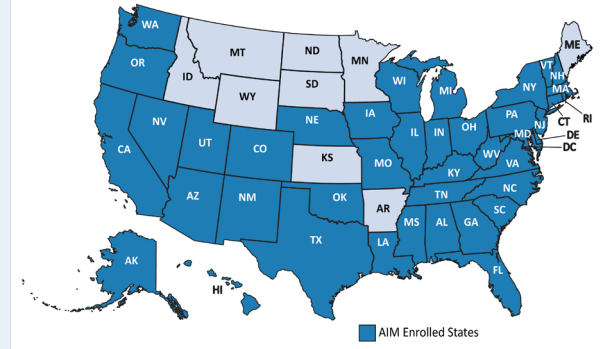 WA
OR
CA
NV
ID
MT
WY
UT
CO
AZ
NM
ND
SD
NE
KS
OK
TX
MN
IA
MO
AR
LA
WI
IL
MS
MI
IN
KY
TN
AL
OH
WV
GA
FL
SC
NC
VA
PA
NY
VT
NH
ME
MA
RI
CT
NJ
DE
MD
DC
AK
HI
AIM Enrolled States